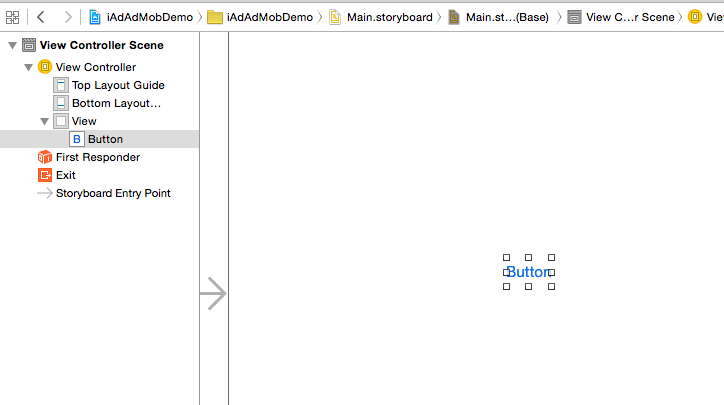 iAdAdMobDemo iAdAdMobDemo Main.storyboard Main.st...(Base) View C...r Scene
View Controller Scene
View Controller
Top Layout Guide
Bottom Layout...
View
B Button
First Responder
Exit
Storyboard Entry Point
Button